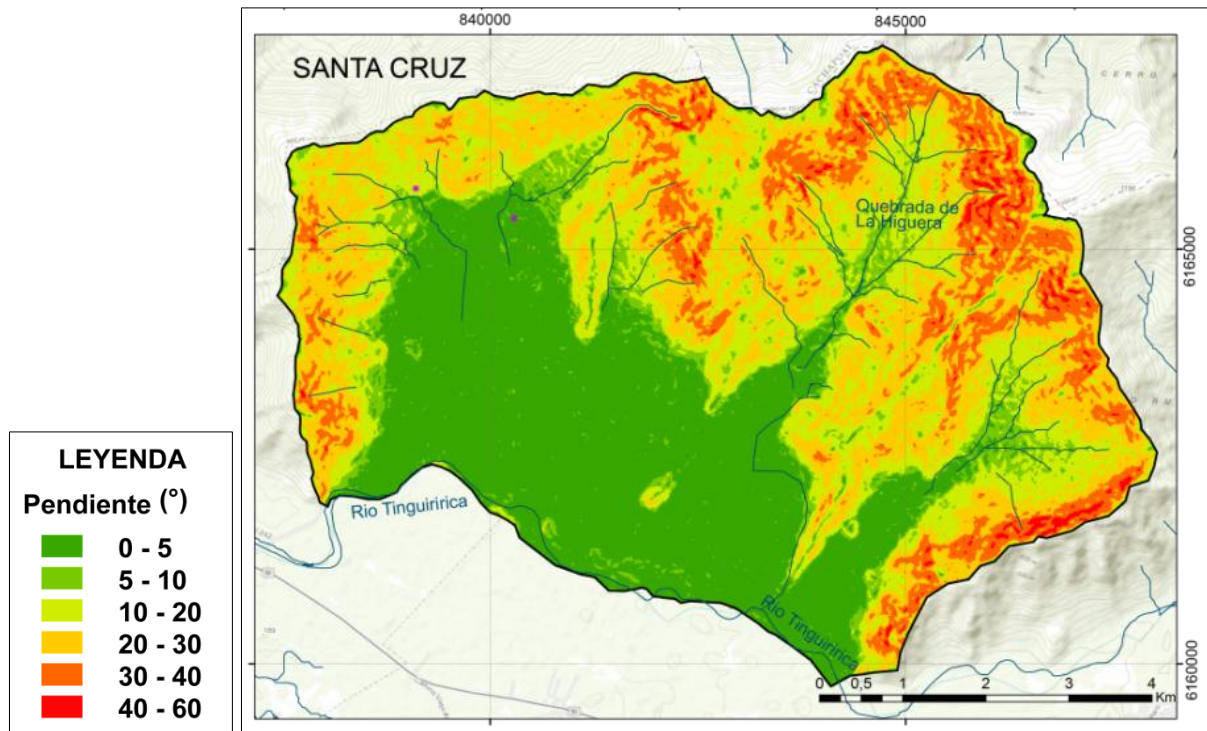 840000
845000
SANTA CRUZ
CACHAPOAL
Quebrada de
La Higuera
6165000
LEYENDA
Pendiente (°)
0 - 5
5 - 10
10 - 20
20 - 30
30 - 40
40 - 60
Rio Tinguiririca
Rio Tinguiririca
6160000
0 0,5 1 2 3 4
Km